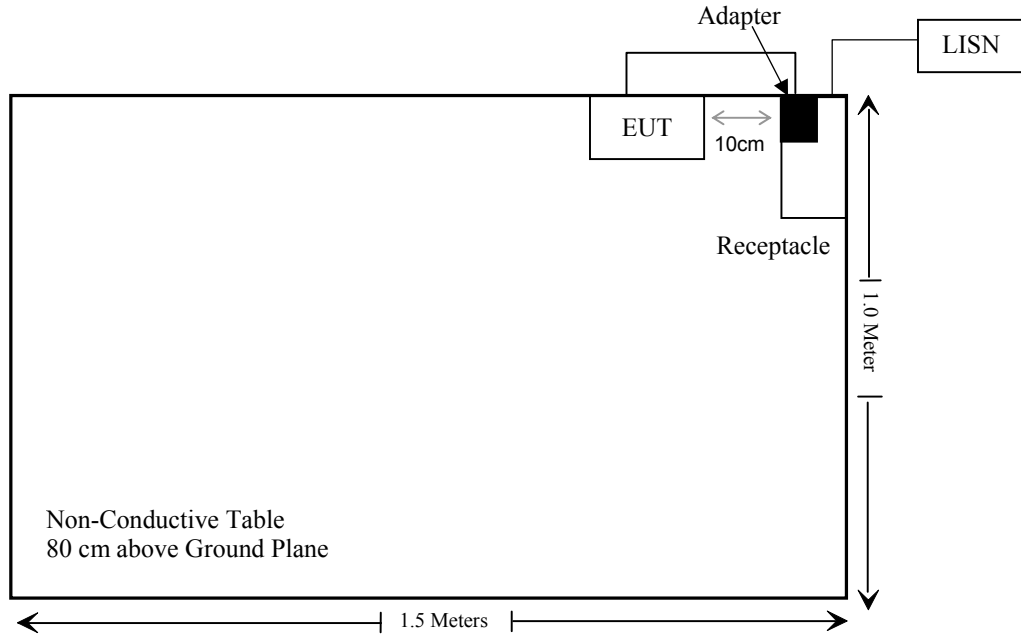 Adapter
LISN
EUT
10cm
Receptacle
1.0 Meter
Non-Conductive Table
80 cm above Ground Plane
1.5 Meters